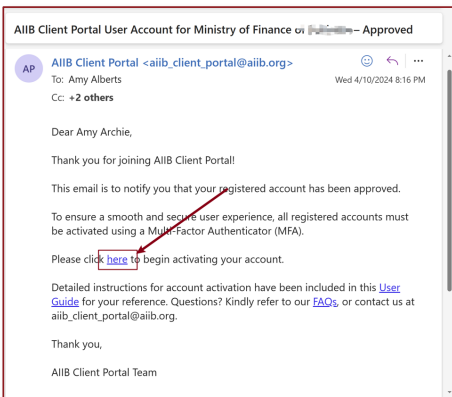 AIIB Client Portal User Account for Ministry of Finance of – Approved
AP
AIIB Client Portal <aiib_client_portal@aiib.org>
To: Amy Alberts
Wed 4/10/2024 8:16 PM
Cc: +2 others
Dear Amy Archie,
Thank you for joining AIIB Client Portal!
This email is to notify you that your registered account has been approved.
To ensure a smooth and secure user experience, all registered accounts must
be activated using a Multi-Factor Authenticator (MFA).
Please click here to begin activating your account.
Detailed instructions for account activation have been included in this User
Guide for your reference. Questions? Kindly refer to our FAQs, or contact us at
aiib_client_portal@aiib.org.
Thank you,
AIIB Client Portal Team